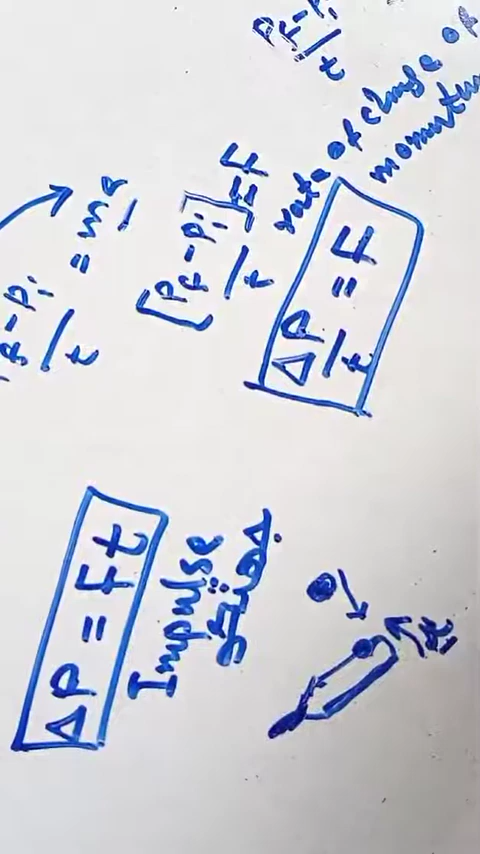 Pf-Pi/t
rate of change of
momentum
Pf-Pi/t = ma
[Pf-Pi]/t = F
ΔP/t = F
ΔP = Ft
Impulse